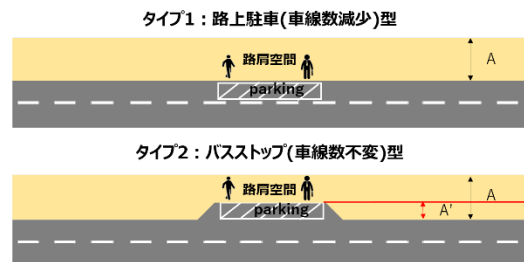 タイプ1：路上駐車(車線数減少)型
路肩空間
A
parking
タイプ2：バスストップ(車線数不変)型
路肩空間
A
parking
A'